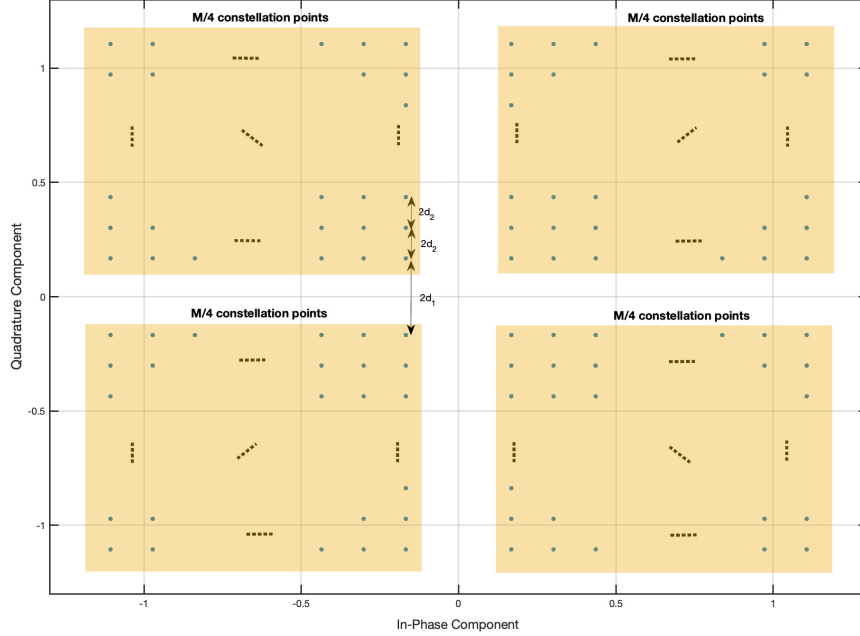 M/4 constellation points M/4 constellation points
1
0.5
2d2
2d2
0
2d1
M/4 constellation points M/4 constellation points
-0.5
-1
-1 -0.5 0 0.5 1
In-Phase Component
Quadrature Component